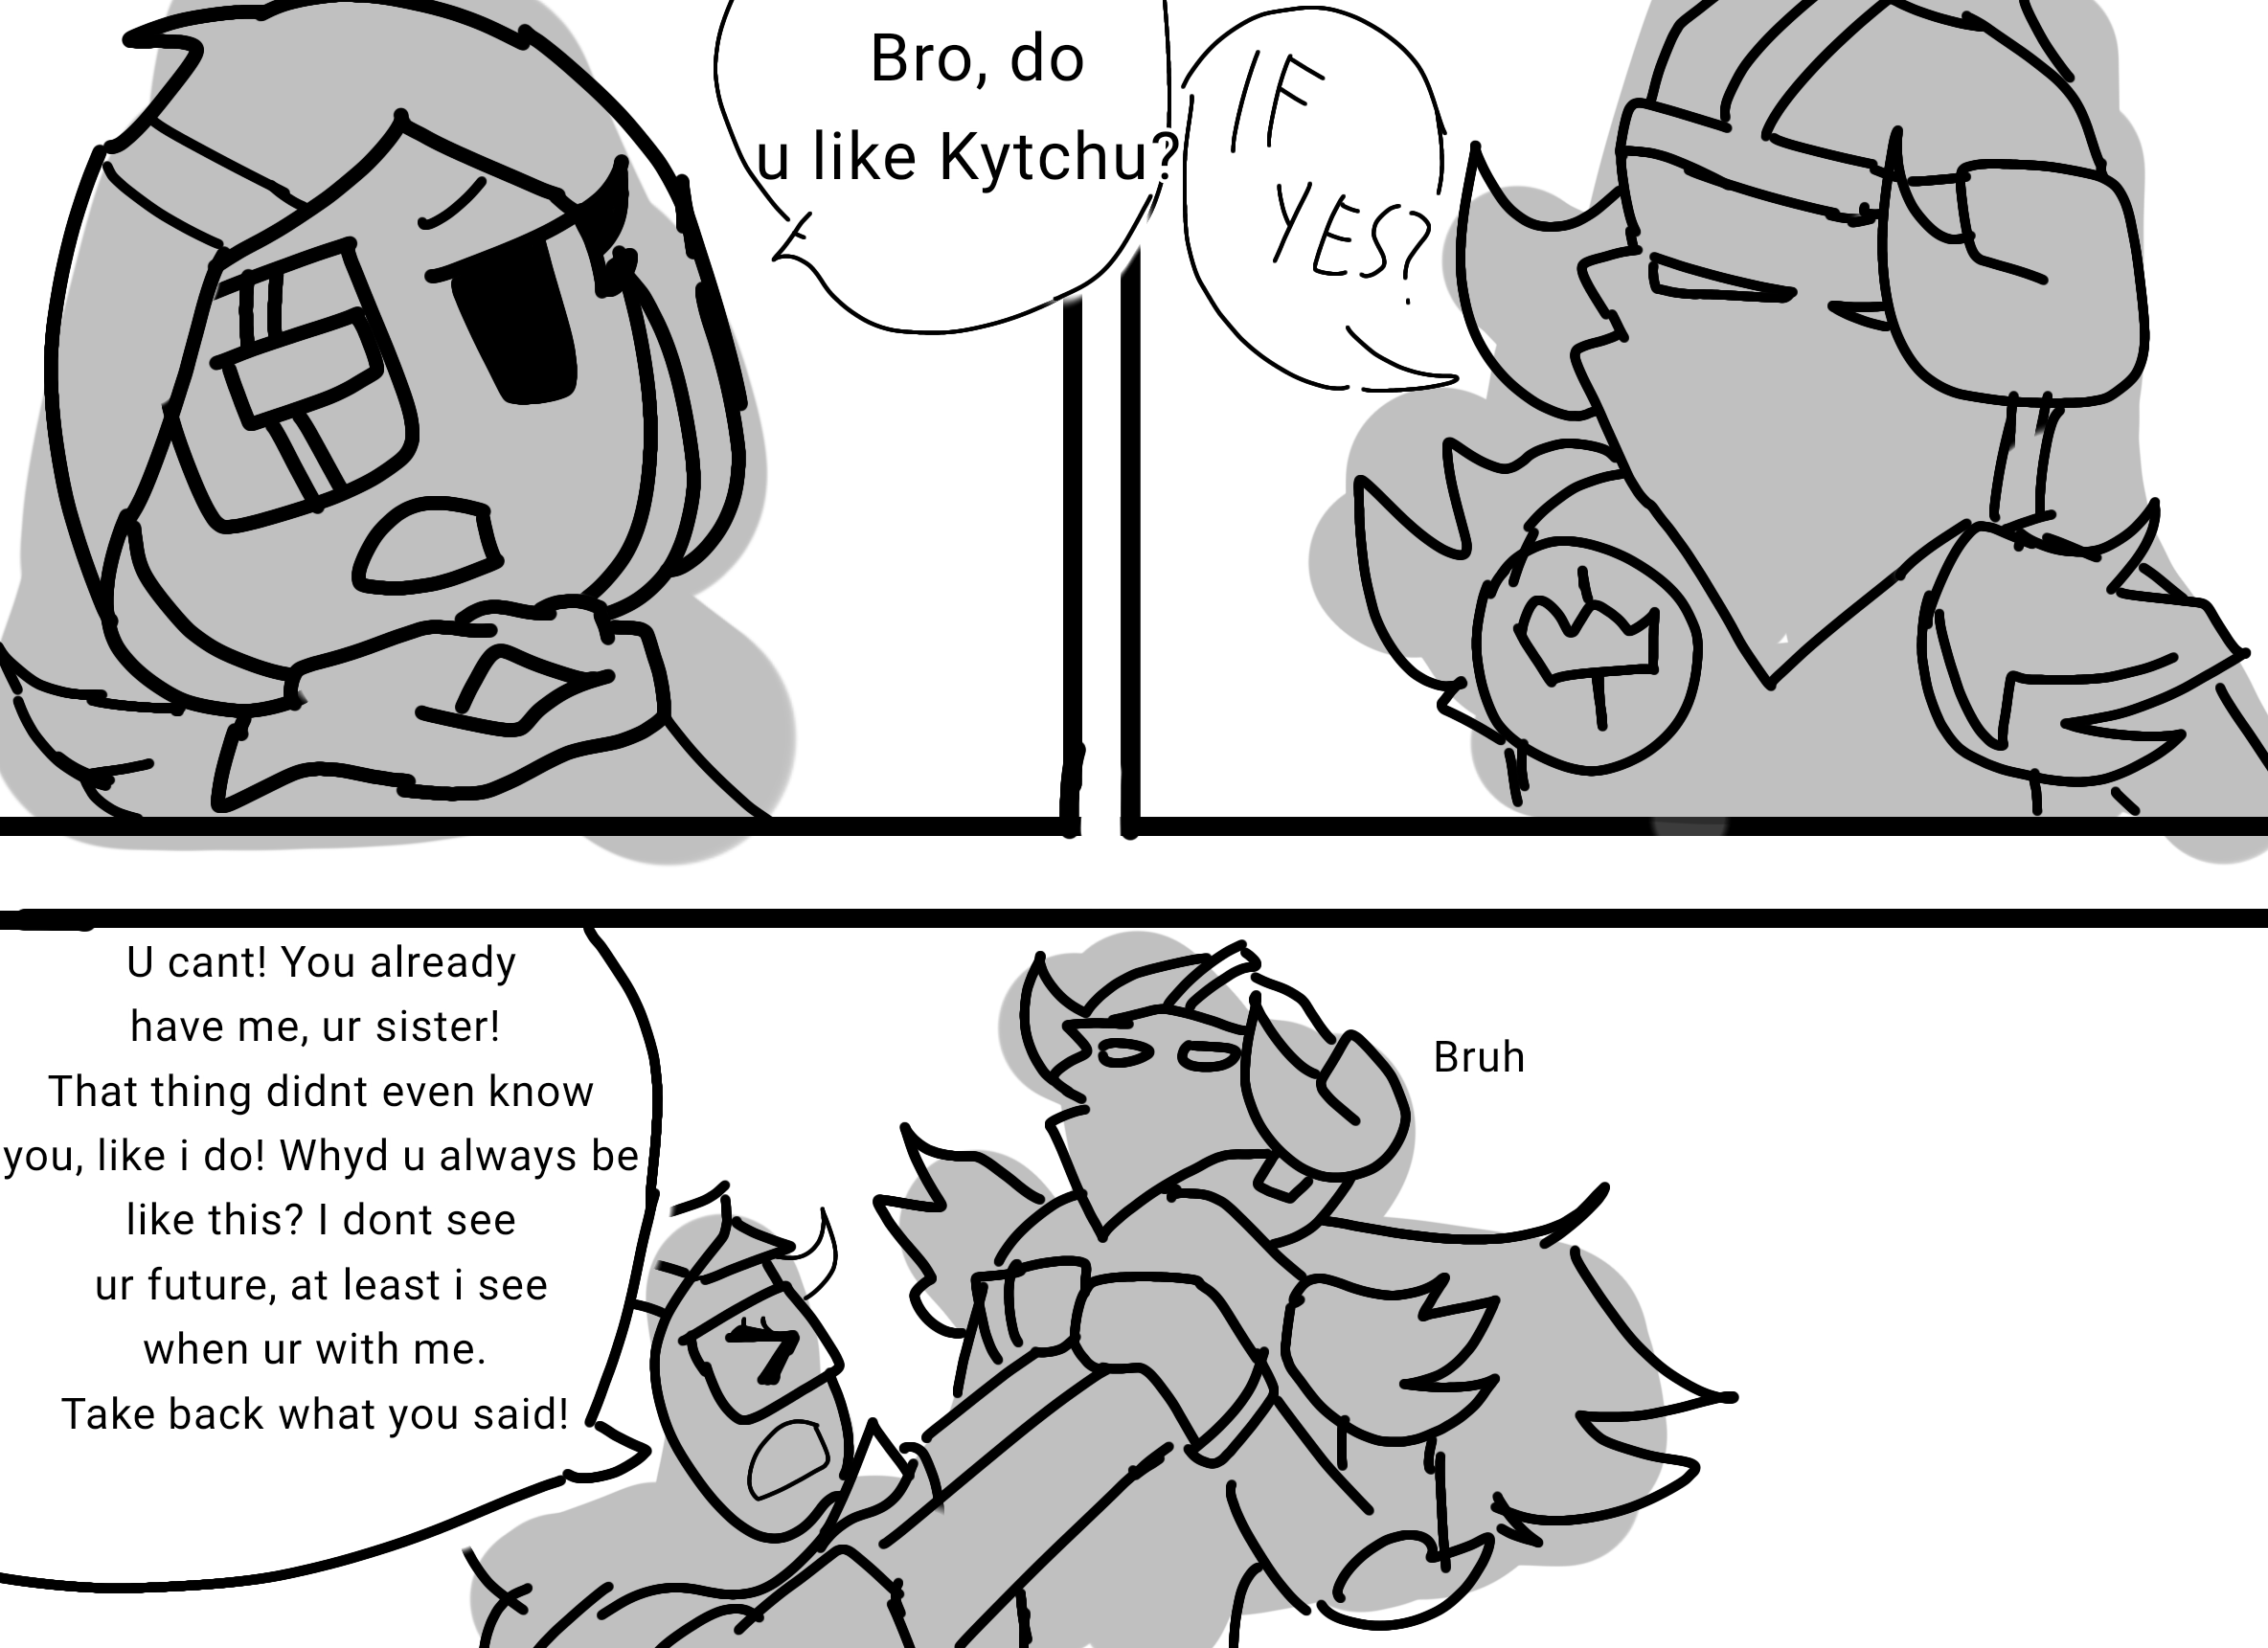 Bro, do
u like Kytchu?
IF
YES?
U cant! You already
have me, ur sister!
That thing didnt even know
you, like i do! Whyd u always be
like this? I dont see
ur future, at least i see
when ur with me.
Take back what you said!
Bruh